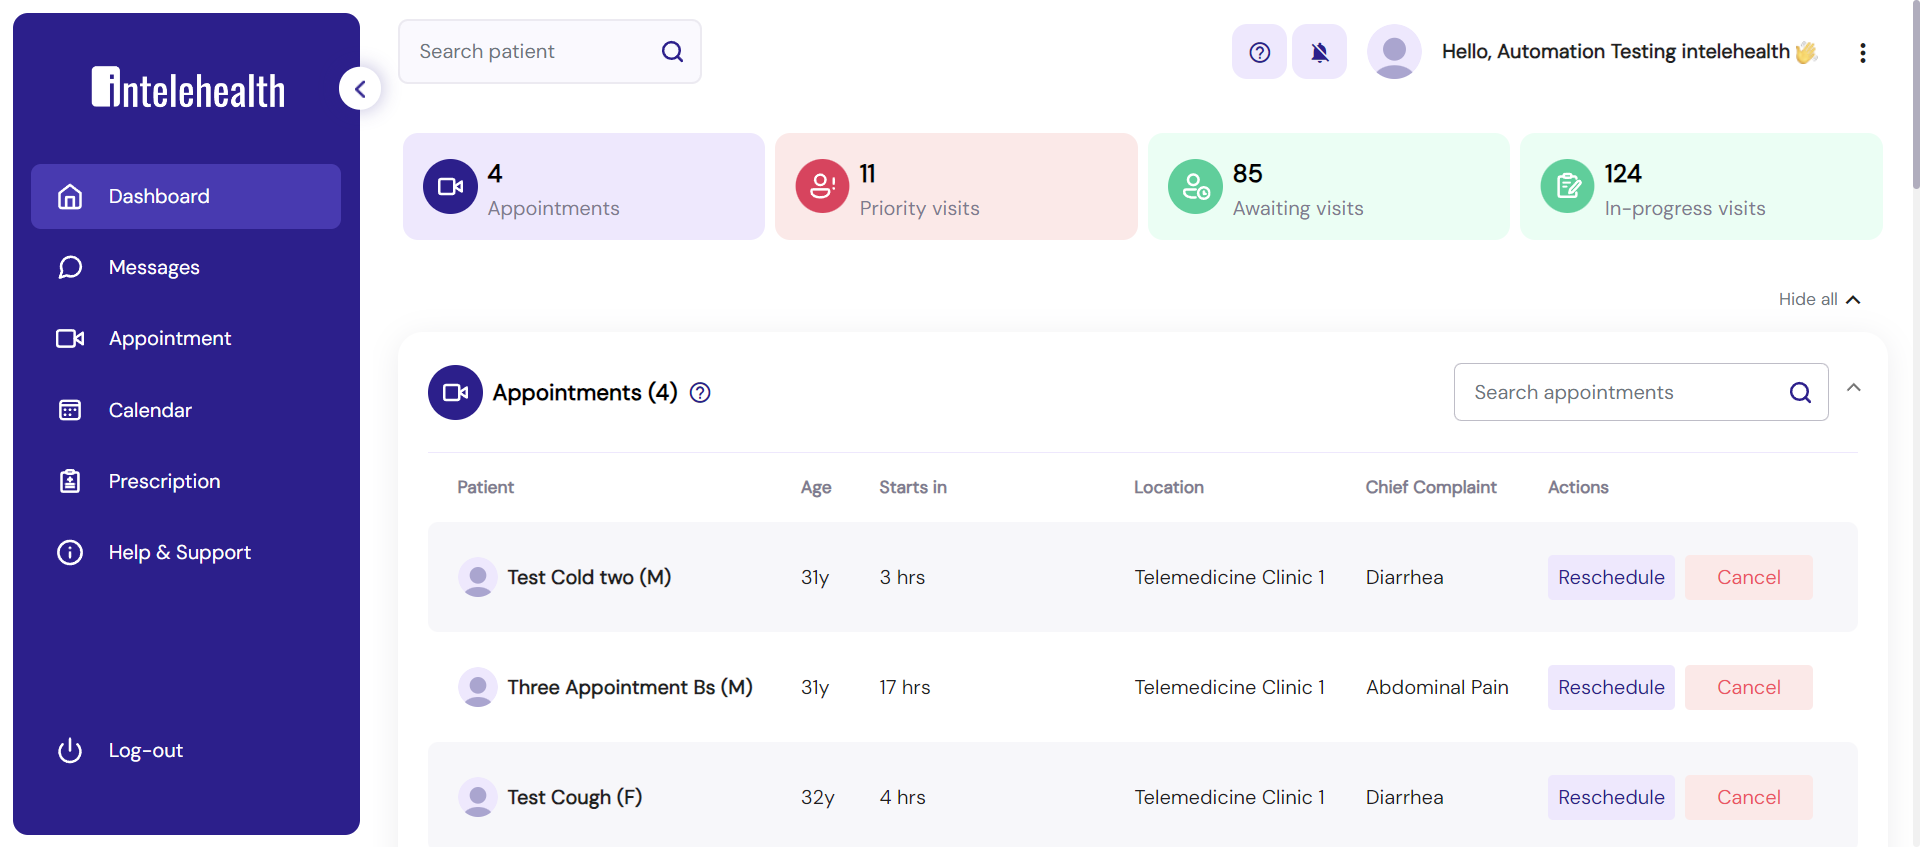 intelehealth
Dashboard
Messages
Appointment
Calendar
Prescription
Help & Support
Log-out
Search patient
Hello, Automation Testing intelehealth 👋
4
Appointments
11
Priority visits
85
Awaiting visits
124
In-progress visits
Hide all
Appointments (4)
Search appointments
Patient Age Starts in Location Chief Complaint Actions
Test Cold two (M) 31y 3 hrs Telemedicine Clinic 1 Diarrhea Reschedule Cancel
Three Appointment Bs (M) 31y 17 hrs Telemedicine Clinic 1 Abdominal Pain Reschedule Cancel
Test Cough (F) 32y 4 hrs Telemedicine Clinic 1 Diarrhea Reschedule Cancel